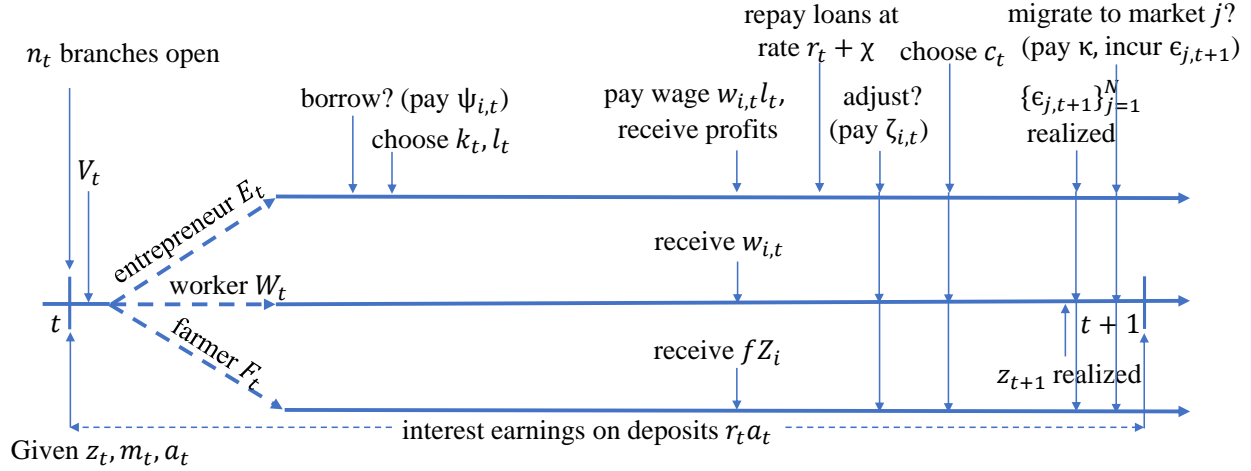 n_t branches open
V_t
t
Given z_t, m_t, a_t
entrepreneur E_t
worker W_t
farmer F_t
borrow? (pay ψ_{i,t})
choose k_t, l_t
pay wage w_{i,t}l_t,
receive profits
repay loans at
rate r_t + χ
adjust?
(pay ζ_{i,t})
choose c_t
migrate to market j?
(pay κ, incur ϵ_{j,t+1})
{ϵ_{j,t+1}}_{j=1}^N
realized
receive w_{i,t}
receive fZ_i
t + 1
z_{t+1} realized
interest earnings on deposits r_t a_t